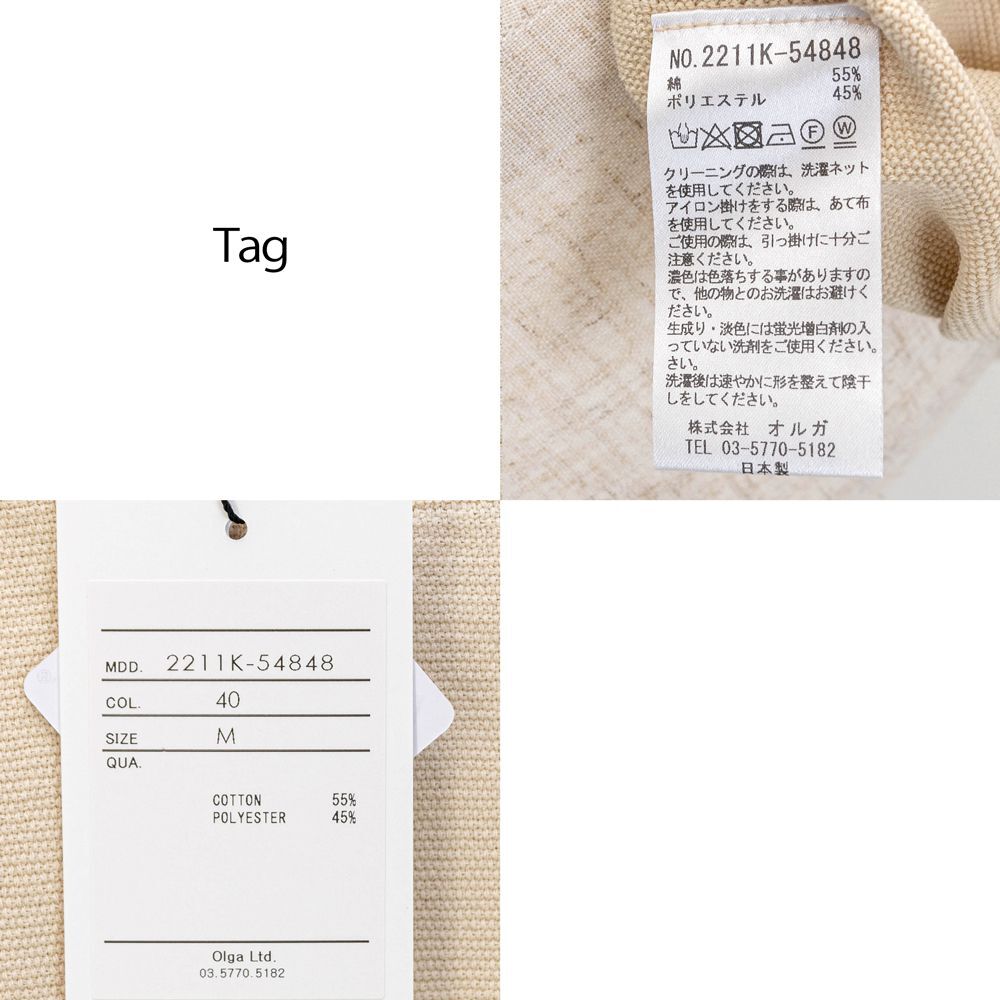 Tag
NO.2211K-54848
綿 55%
ポリエステル 45%
F W
クリーニングの際は、洗濯ネット
を使用してください。
アイロン掛けをする際は、あて布
を使用してください。
ご使用の際は、引っ掛けに十分ご
注意ください。
濃色は色落ちする事がありますの
で、他の物とのお洗濯はお避けく
ださい。
生成り・淡色には蛍光増白剤の入
っていない洗剤をご使用ください。
さい。
洗濯後は速やかに形を整えて陰干
しをしてください。
株式会社 オルガ
TEL 03-5770-5182
日本製
MDD. 2211K-54848
COL. 40
SIZE M
QUA.
COTTON 55%
POLYESTER 45%
Olga Ltd.
03.5770.5182